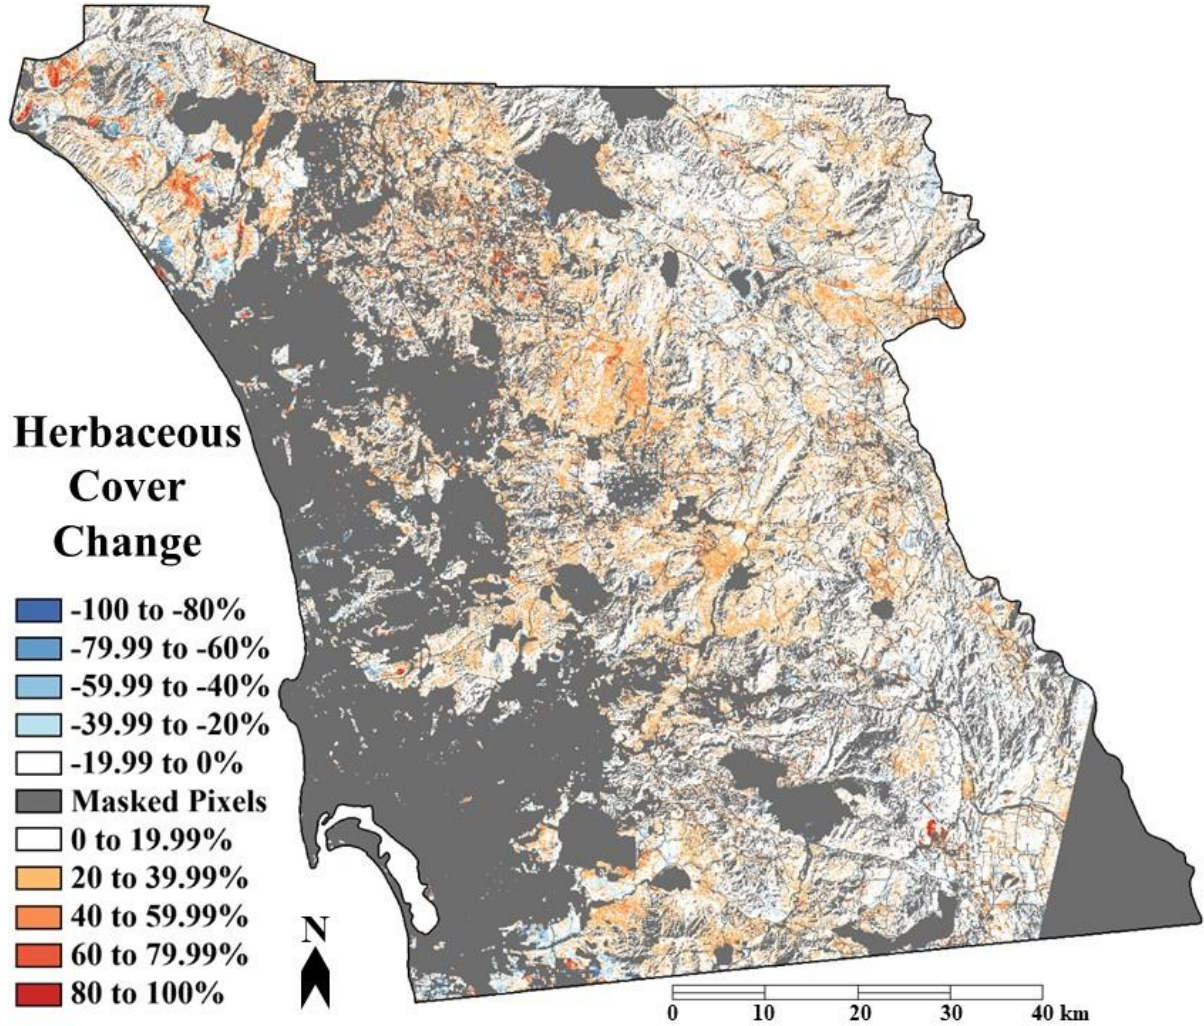 Herbaceous
Cover
Change
-100 to -80%
-79.99 to -60%
-59.99 to -40%
-39.99 to -20%
-19.99 to 0%
Masked Pixels
0 to 19.99%
20 to 39.99%
40 to 59.99%
60 to 79.99%
80 to 100%
N
0 10 20 30 40 km